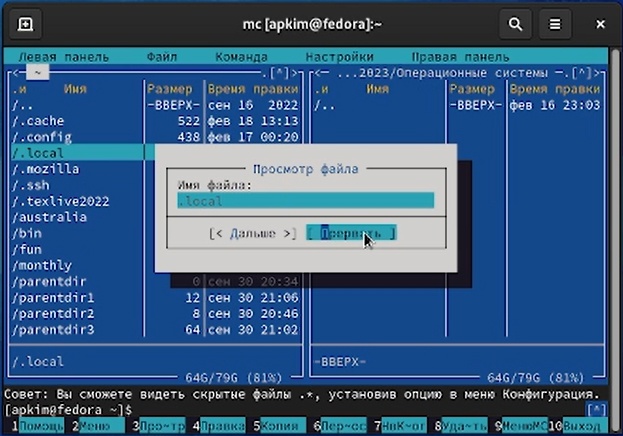 mc [apkim@fedora]:~
Левая панель Файл Команда Настройки Правая панель
<— ~ .[^]> <— ...2023/Операционные системы —.[^]>
.и Имя Размер Время правки .и Имя Размер Время правки
/.. -ВВЕРХ- сен 16 2022 /.. -ВВЕРХ- фев 16 23:03
/.cache 522 фев 18 13:13
/.config 438 фев 17 00:20
/.local
/.mozilla
/.ssh
/.texlive2022
/australia
/bin
/fun
/monthly
/parentdir 0 сен 30 20:34
/parentdir1 12 сен 30 21:06
/parentdir2 8 сен 30 20:46
/parentdir3 64 сен 30 21:02
Просмотр файла
Имя файла:
.local
[< Дальше >] [ Прервать ]
/.local -ВВЕРХ-
64G/79G (81%) 64G/79G (81%)
Совет: Вы сможете видеть скрытые файлы .*, установив опцию в меню Конфигурация.
[apkim@fedora ~]$ [^]
1Помощь 2Меню 3Про~тр 4Правка 5Копия 6Пер~ос 7НвК~ог 8Уда~ть 9МенюMC 10Выход